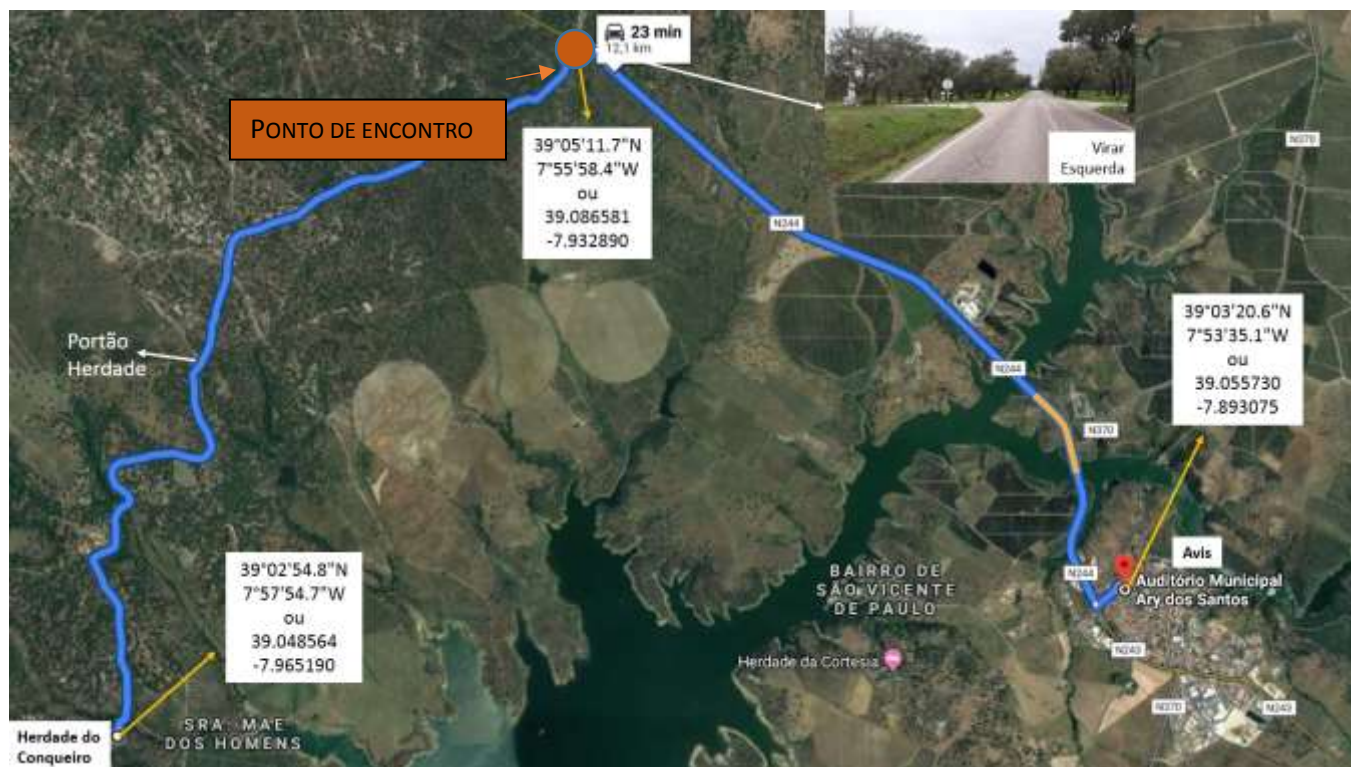 23 min
12,1 km
PONTO DE ENCONTRO
39°05'11.7"N
7°55'58.4"W
ou
39.086581
-7.932890
Virar
Esquerda
N370
N244
39°03'20.6"N
7°53'35.1"W
ou
39.055730
-7.893075
Portão
Herdade
N244
N370
39°02'54.8"N
7°57'54.7"W
ou
39.048564
-7.965190
BAIRRO DE
SÃO VICENTE
DE PAULO
N244
Avis
Auditório Municipal
Ary dos Santos
Herdade da Cortesia
N243
N370
N243
SRA. MAE
DOS HOMENS
Herdade do
Conqueiro